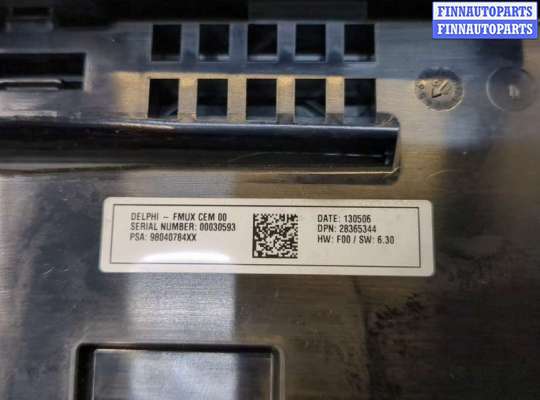 FINNAUTOPARTS
FINNAUTOPARTS
DELPHI - FMUX CEM 00
SERIAL NUMBER: 00030593
PSA: 98040784XX
DATE: 130506
DPN: 28365344
HW: F00 / SW: 6.30